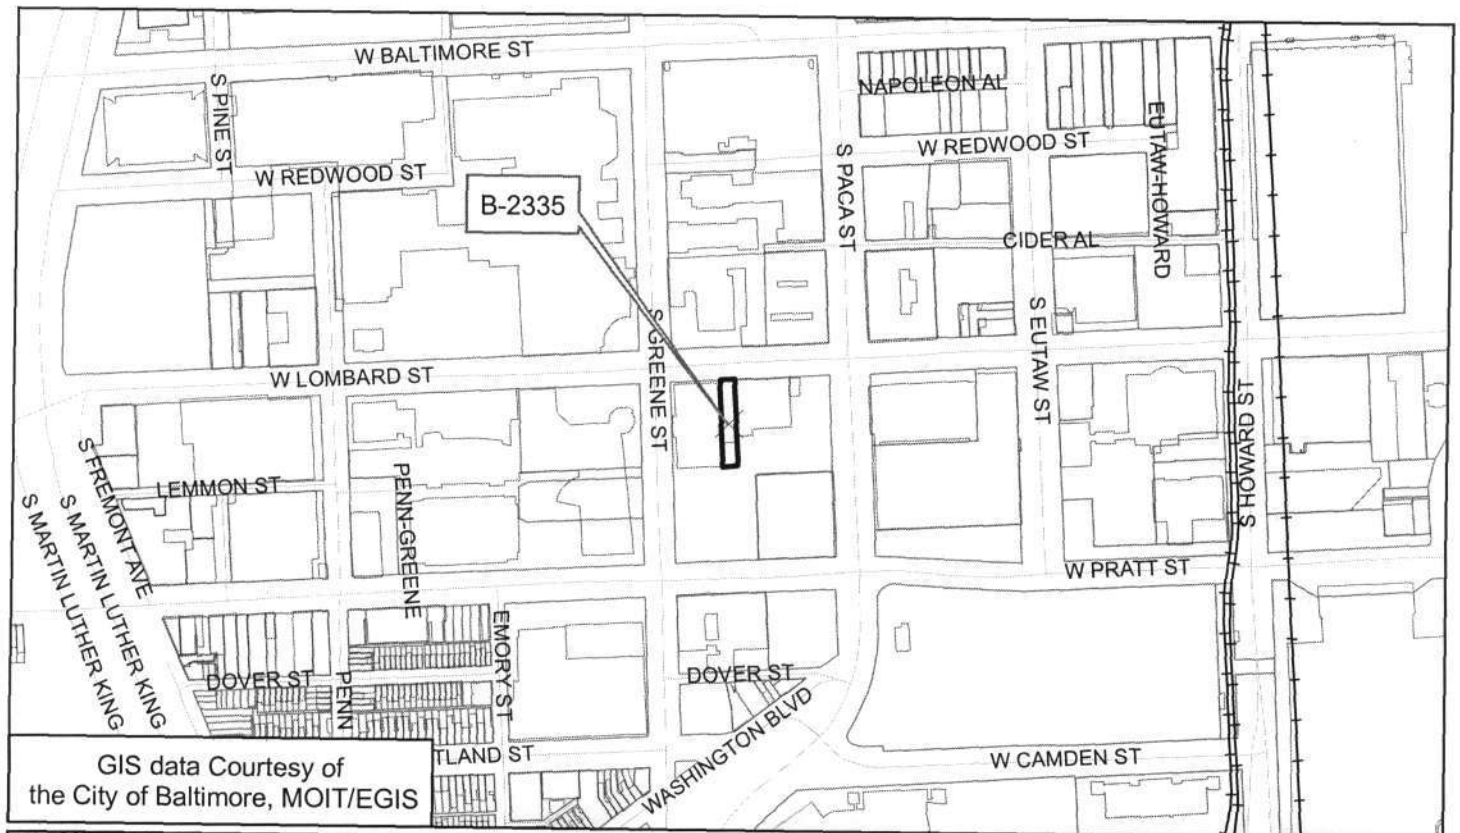 W BALTIMORE ST
S PINE ST
NAPOLEON AL
EUTAW-HOWARD
W REDWOOD ST
W REDWOOD ST
S PACA ST
B-2335
CIDER AL
S GREENE ST
S EUTAW ST
W LOMBARD ST
S HOWARD ST
S FREMONT AVE
LEMMON ST
PENN-GREENE
S MARTIN LUTHER KING
S MARTIN LUTHER KING
W PRATT ST
EMORY ST
DOVER ST
PENN
DOVER ST
WASHINGTON BLVD
TLAND ST
W CAMDEN ST
GIS data Courtesy of
the City of Baltimore, MOIT/EGIS